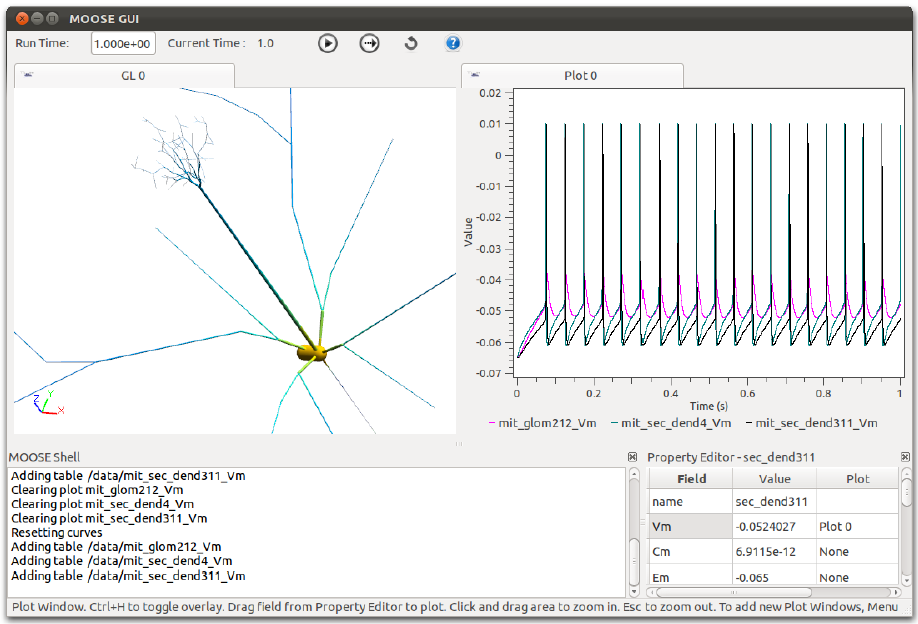 MOOSE GUI
Run Time: 1.000e+00 Current Time : 1.0
GL 0
Plot 0
0.02
0.01
0
-0.01
-0.02
-0.03
-0.04
-0.05
-0.06
-0.07
Value
0 0.2 0.4 0.6 0.8 1
Time (s)
mit_glom212_Vm mit_sec_dend4_Vm mit_sec_dend311_Vm
Z Y X
MOOSE Shell
Adding table /data/mit_sec_dend311_Vm
Clearing plot mit_glom212_Vm
Clearing plot mit_sec_dend4_Vm
Clearing plot mit_sec_dend311_Vm
Resetting curves
Adding table /data/mit_glom212_Vm
Adding table /data/mit_sec_dend4_Vm
Adding table /data/mit_sec_dend311_Vm
Property Editor - sec_dend311
Field Value Plot
name sec_dend311
Vm -0.0524027 Plot 0
Cm 6.9115e-12 None
Em -0.065 None
Plot Window. Ctrl+H to toggle overlay. Drag field from Property Editor to plot. Click and drag area to zoom in. Esc to zoom out. To add new Plot Windows, Menu